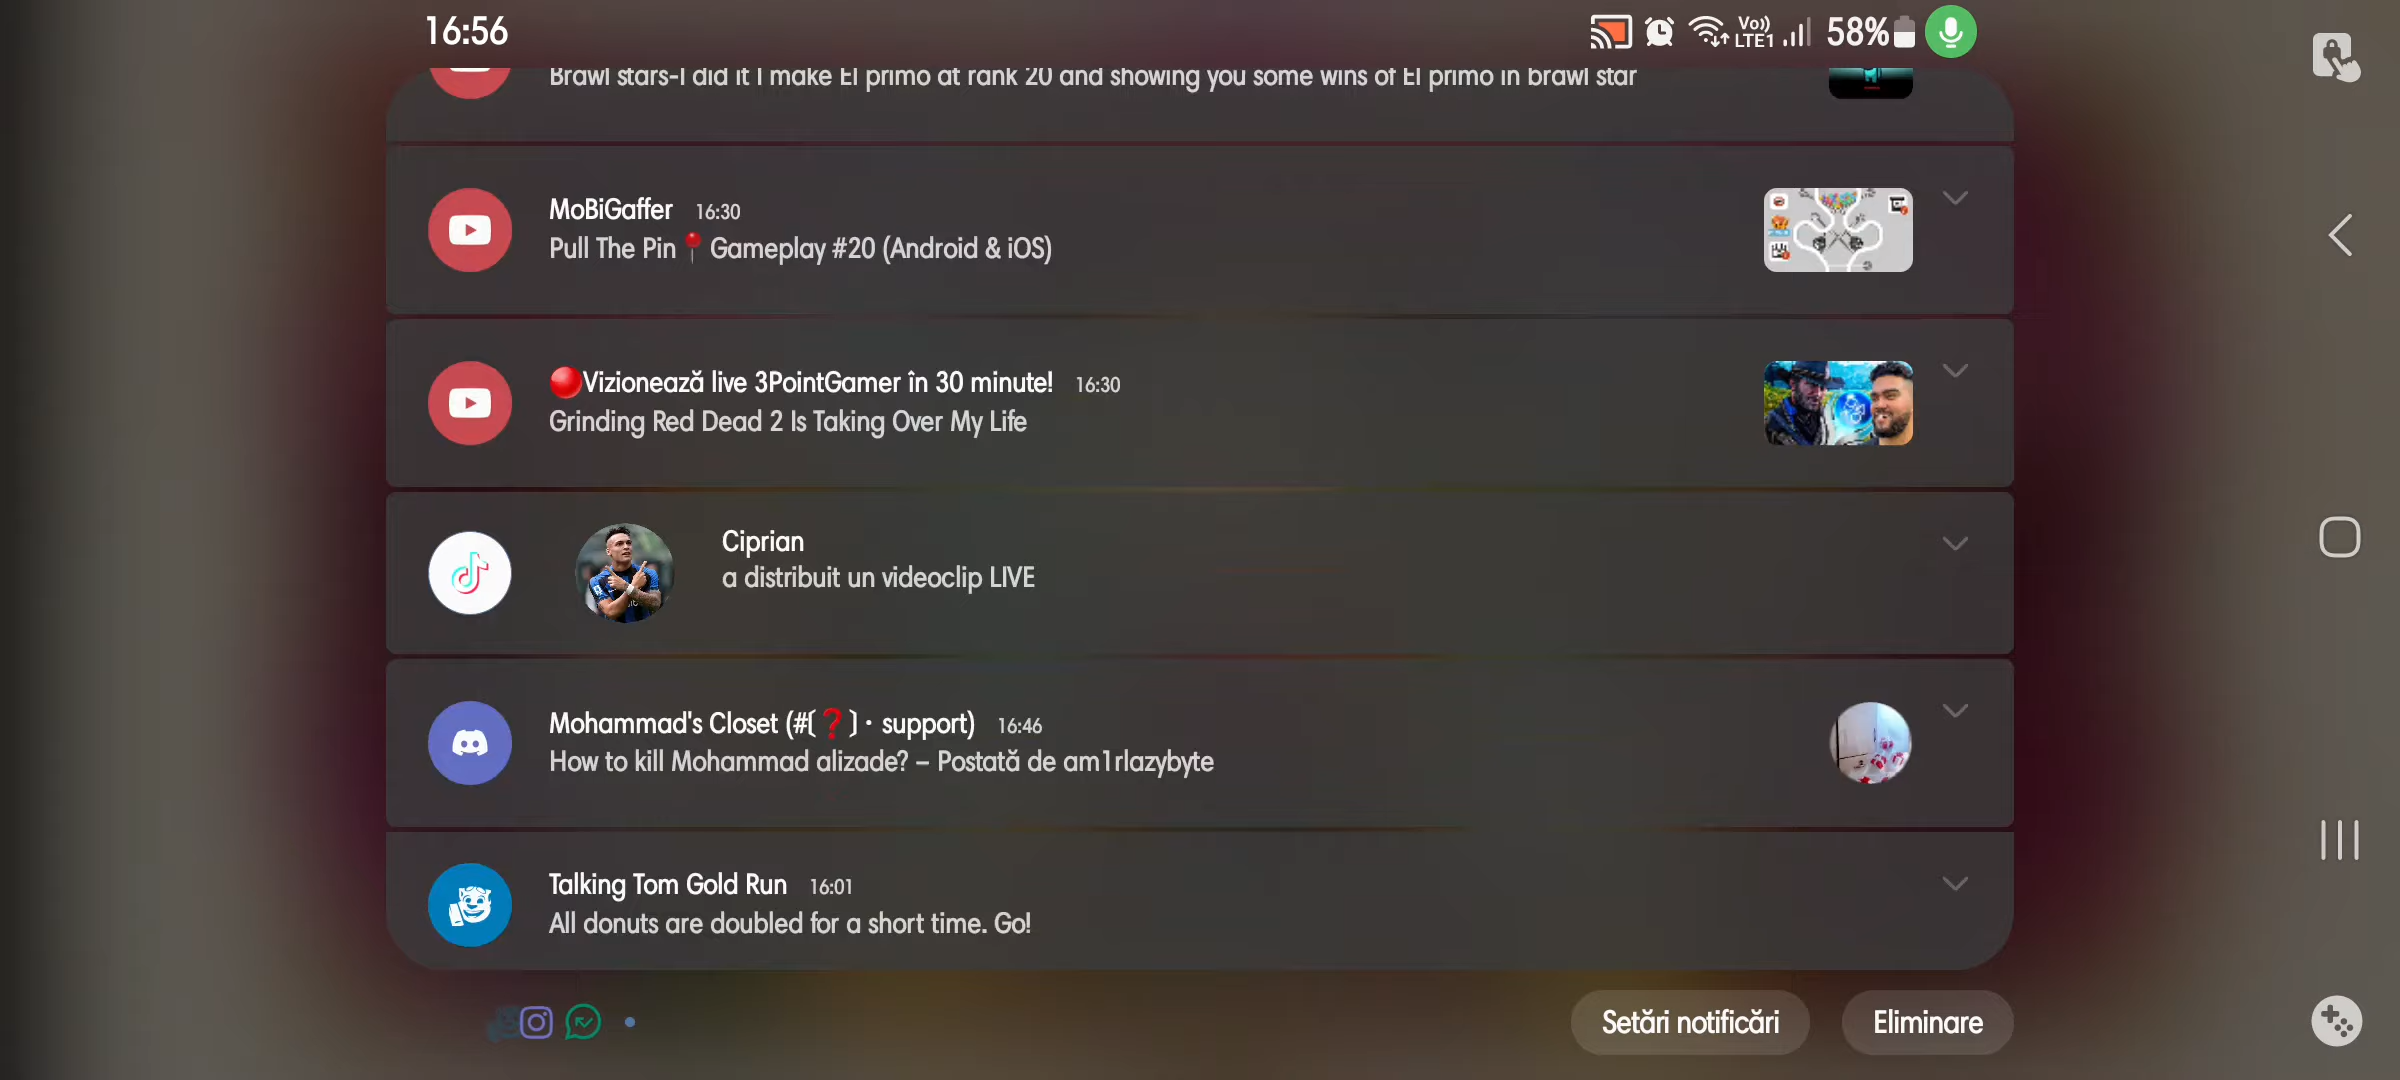 16:56
Vo))
LTE1
58%
Brawl stars-I did it I make El primo at rank 20 and showing you some wins of El primo in brawl star
MoBiGaffer 16:30
Pull The Pin📍Gameplay #20 (Android & iOS)
🔴Vizionează live 3PointGamer în 30 minute! 16:30
Grinding Red Dead 2 Is Taking Over My Life
Ciprian
a distribuit un videoclip LIVE
Mohammad's Closet (#〔❓〕· support) 16:46
How to kill Mohammad alizade? – Postată de am1rlazybyte
Talking Tom Gold Run 16:01
All donuts are doubled for a short time. Go!
Setări notificări
Eliminare